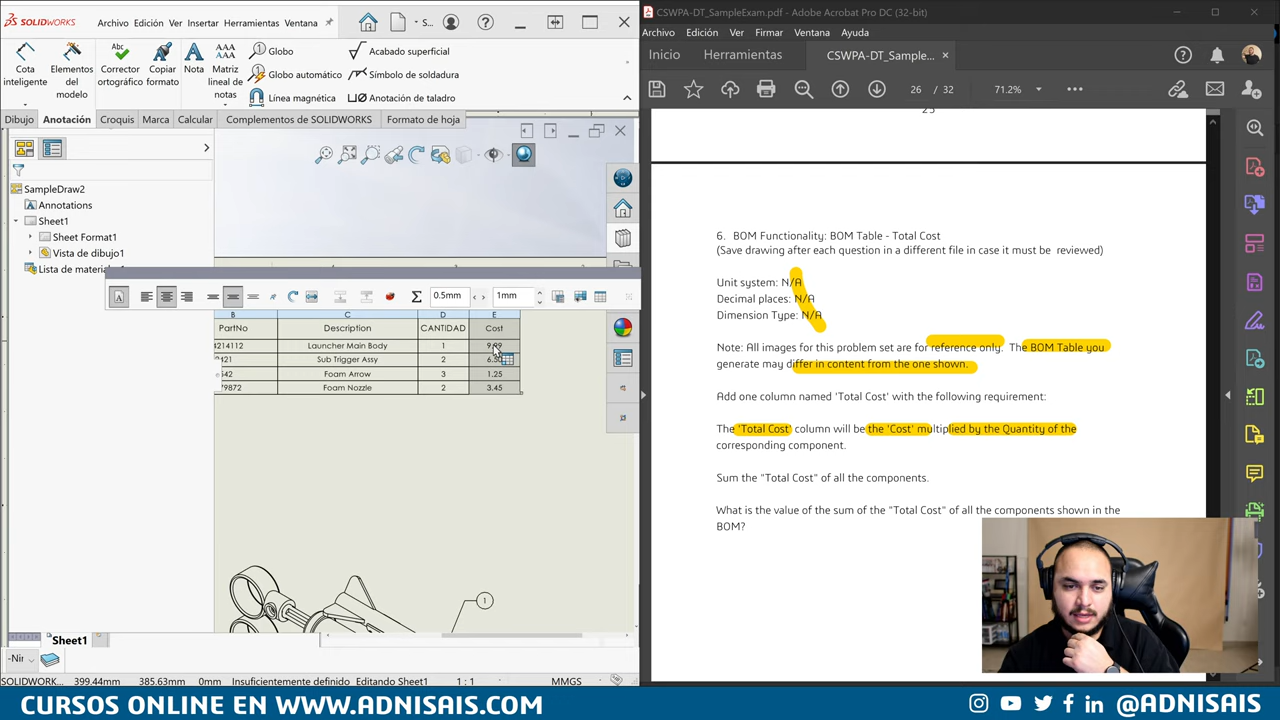 SOLIDWORKS
Archivo Edición Ver Insertar Herramientas Ventana
S...
Cota inteligente
Elementos del modelo
Corrector ortográfico
Copiar formato
Nota
Matriz lineal de notas
Globo
Globo automático
Línea magnética
Acabado superficial
Símbolo de soldadura
Anotación de taladro
Dibujo Anotación Croquis Marca Calcular Complementos de SOLIDWORKS Formato de hoja
SampleDraw2
Annotations
Sheet1
Sheet Format1
Vista de dibujo1
0.5mm 1mm
B C D E
PartNo Description CANTIDAD Cost
Launcher Main Body 1
Sub Trigger Assy 2
Foam Arrow 3 1.25
Foam Nozzle 2 3.45
1
Sheet1
SOLIDWORK... 399.44mm 385.63mm 0mm Insuficientemente definido Editando Sheet1 1 : 1 MMGS
CSWPA-DT_SampleExam.pdf - Adobe Acrobat Pro DC (32-bit)
Archivo Edición Ver Firmar Ventana Ayuda
Inicio Herramientas CSWPA-DT_Sample...
26 / 32 71.2%
25
6. BOM Functionality: BOM Table - Total Cost
(Save drawing after each question in a different file in case it must be reviewed)
Unit system: N/A
Decimal places: N/A
Dimension Type: N/A
Note: All images for this problem set are for reference only. The BOM Table you
generate may differ in content from the one shown.
Add one column named 'Total Cost' with the following requirement:
The 'Total Cost' column will be the 'Cost' multiplied by the Quantity of the
corresponding component.
Sum the "Total Cost" of all the components.
What is the value of the sum of the "Total Cost" of all the components shown in the
BOM?
CURSOS ONLINE EN WWW.ADNISAIS.COM
@ADNISAIS